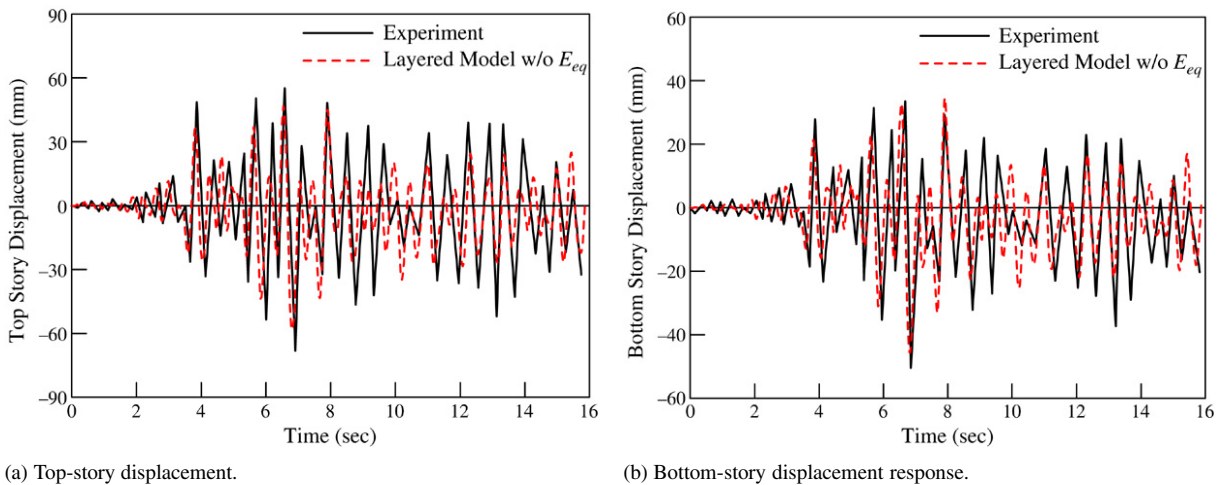 90
60
30
0
–30
–60
–90
Top Story Displacement (mm)
Experiment
Layered Model w/o Eeq
0 2 4 6 8 10 12 14 16
Time (sec)
(a) Top-story displacement.
60
40
20
0
–20
–40
–60
Bottom Story Displacement (mm)
Experiment
Layered Model w/o Eeq
0 2 4 6 8 10 12 14 16
Time (sec)
(b) Bottom-story displacement response.